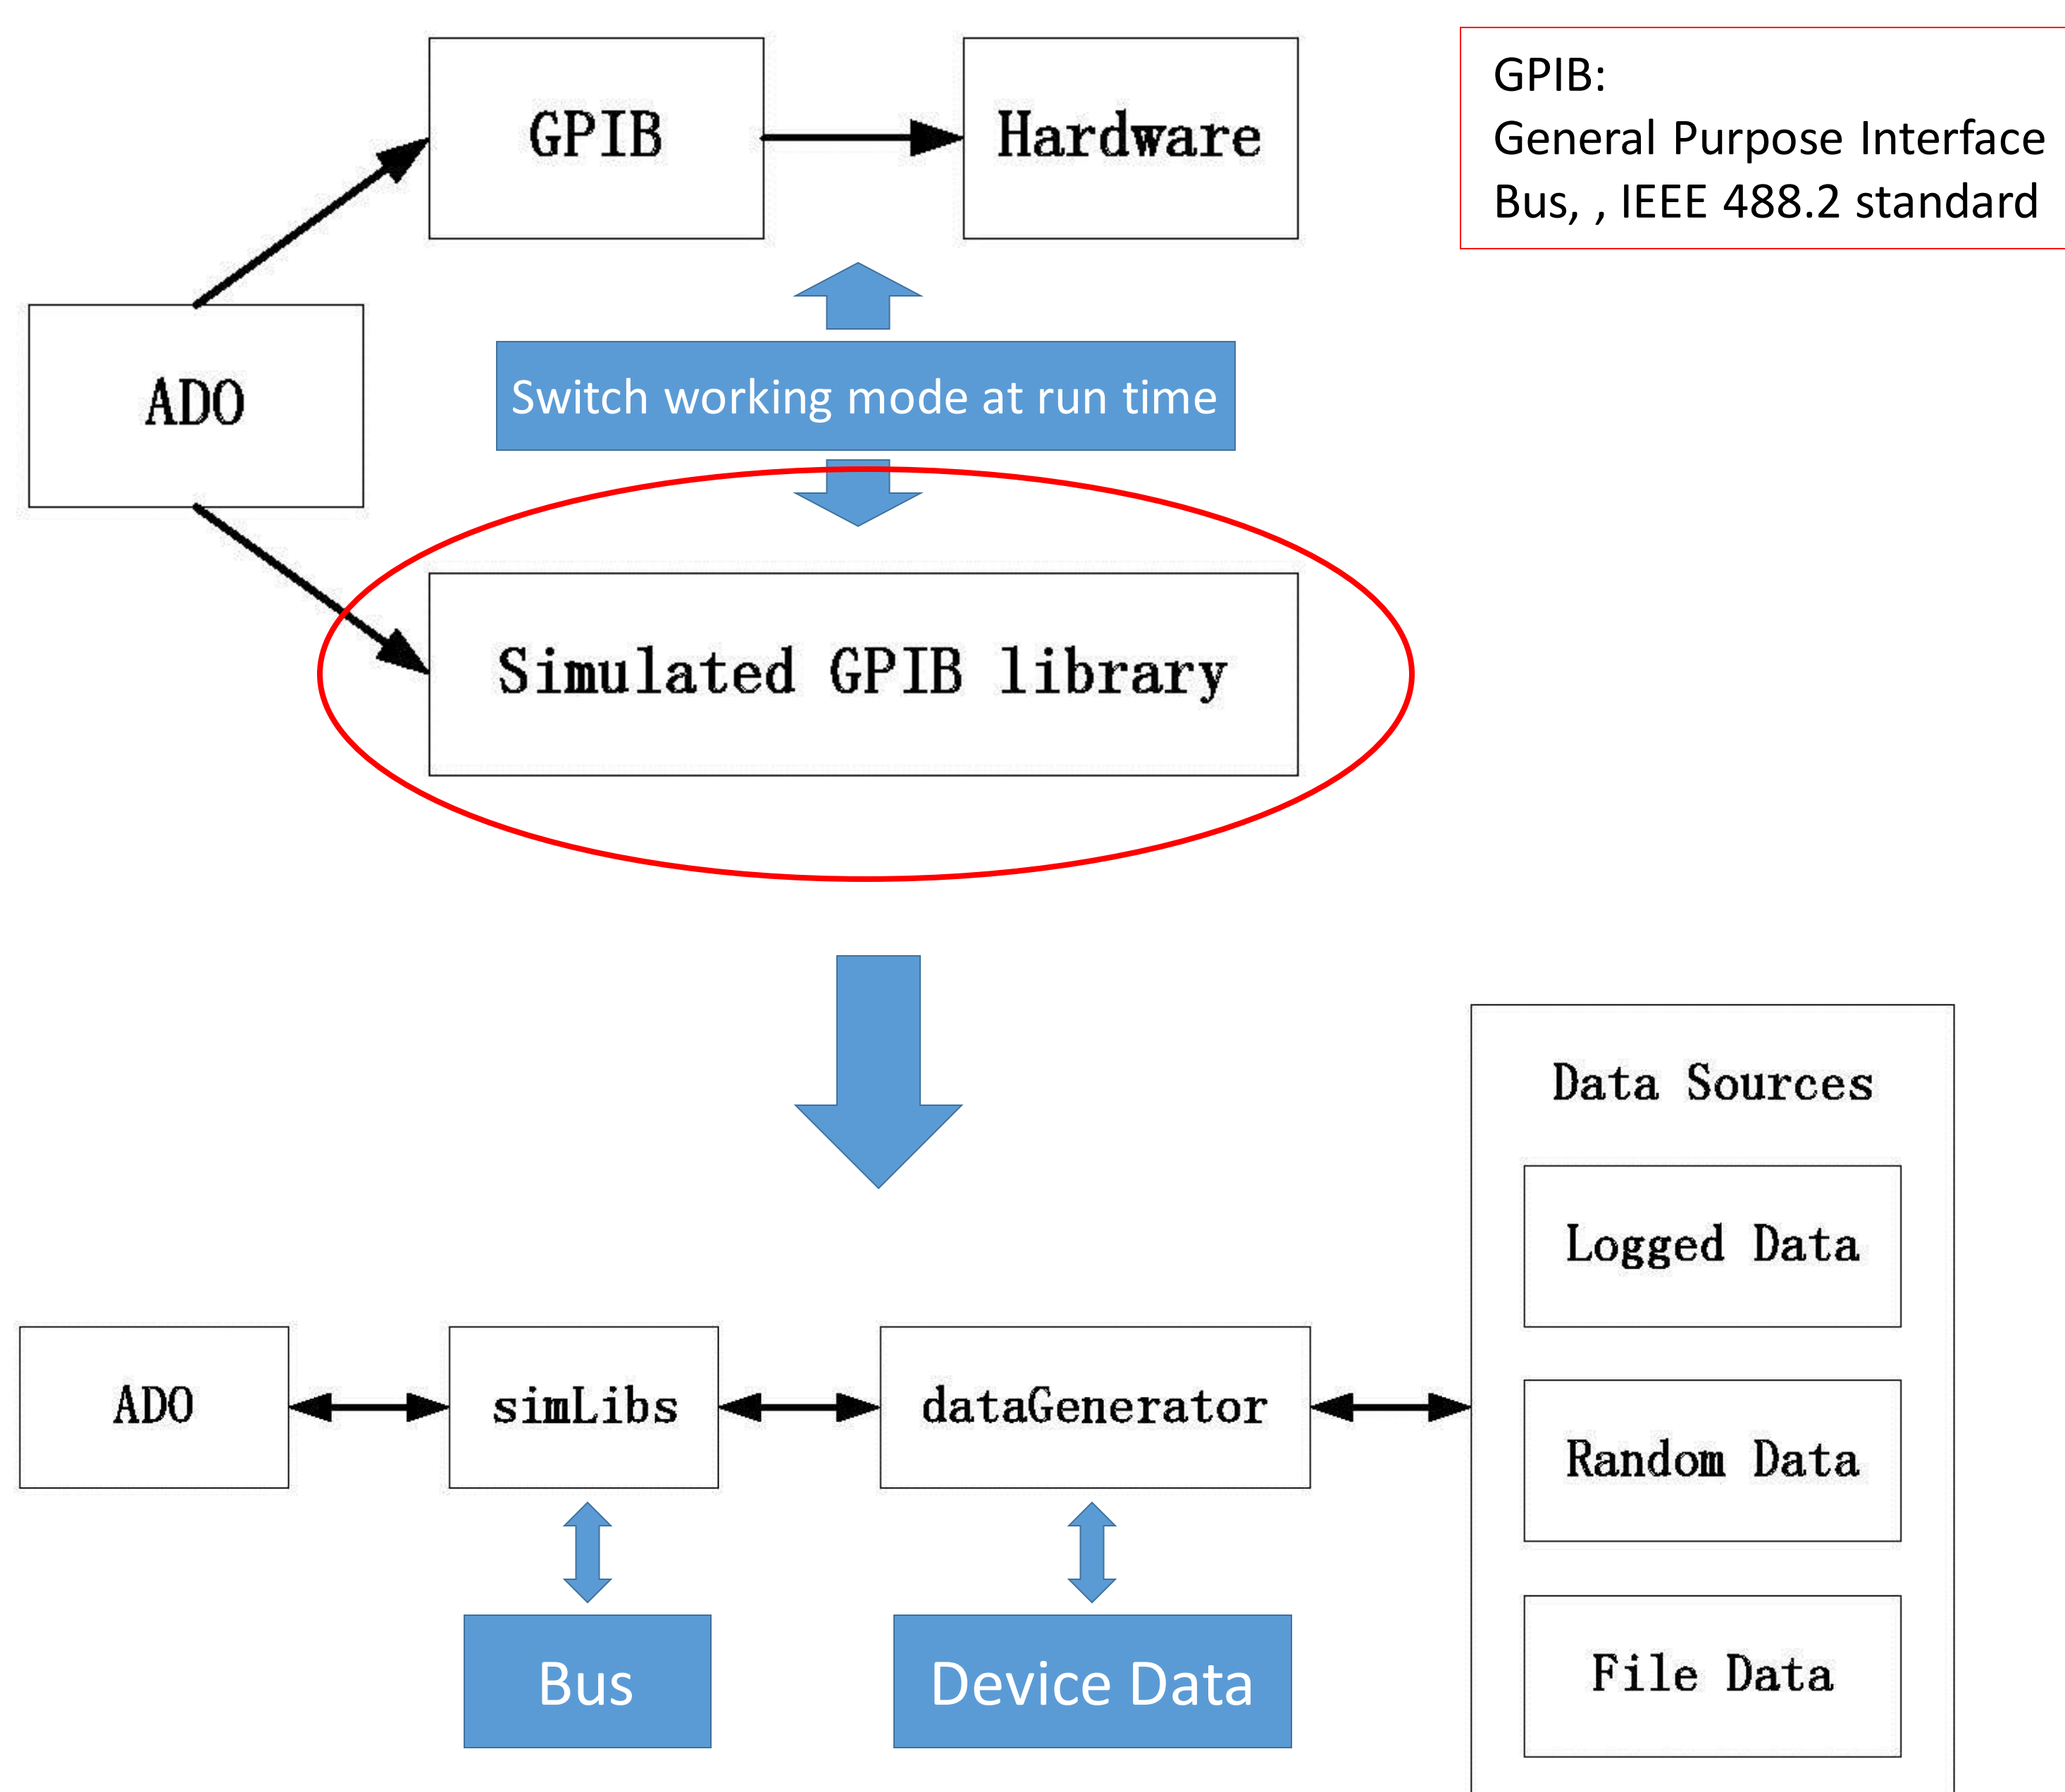 GPIB
Hardware
GPIB:
General Purpose Interface
Bus, , IEEE 488.2 standard
ADO
Switch working mode at run time
Simulated GPIB library
Data Sources
Logged Data
ADO
simLibs
dataGenerator
Random Data
File Data
Bus
Device Data